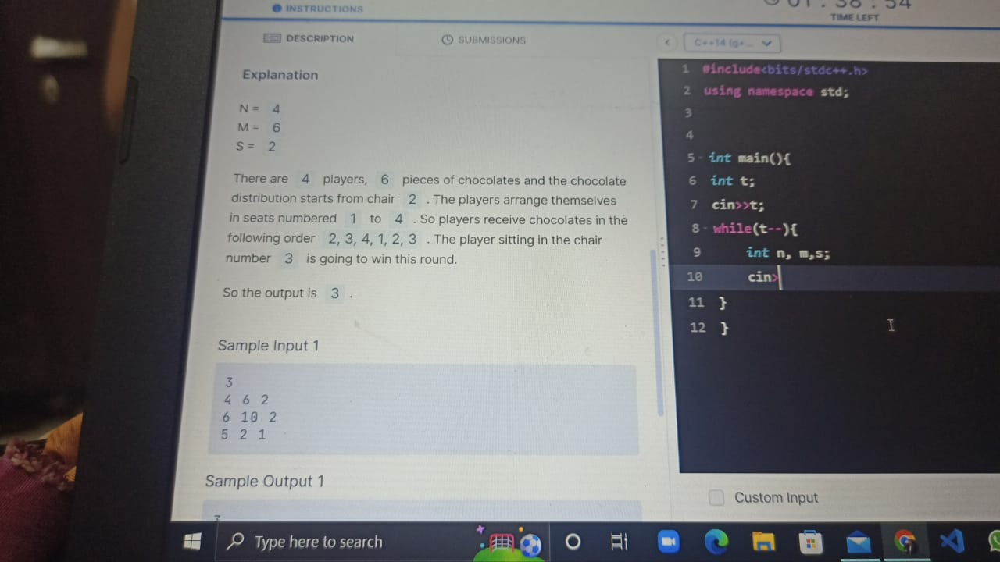 INSTRUCTIONS
TIME LEFT
DESCRIPTION
SUBMISSIONS
Explanation
N = 4
M = 6
S = 2
There are 4 players, 6 pieces of chocolates and the chocolate
distribution starts from chair 2 . The players arrange themselves
in seats numbered 1 to 4 . So players receive chocolates in the
following order 2, 3, 4, 1, 2, 3 . The player sitting in the chair
number 3 is going to win this round.
So the output is 3 .
Sample Input 1
3
4 6 2
6 10 2
5 2 1
Sample Output 1
C++14 (g+...
1 #include<bits/stdc++.h>
2 using namespace std;
3
4
5 int main(){
6 int t;
7 cin>>t;
8 while(t--){
9 int n, m,s;
10 cin>
11 }
12 }
Custom Input
Type here to search